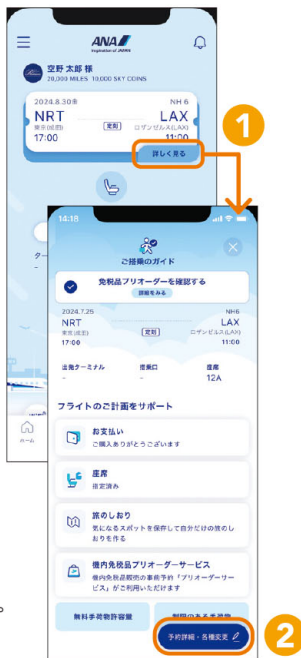 ANA
Inspiration of JAPAN
空野 太郎 様
20,000 MILES 10,000 SKY COINS
2024.8.30発
NH 6
NRT
LAX
東京(成田)
定刻
ロサンゼルス(LAX)
17:00
11:00
詳しく見る
1
ホーム
14:18
ご搭乗のガイド
免税品プリオーダーを確認する
詳細をみる
2024.7.25
NH6
NRT
LAX
東京(成田)
定刻
ロサンゼルス(LAX)
17:00
11:00
出発ターミナル
搭乗口
座席
-
-
12A
フライトのご計画をサポート
お支払い
ご購入ありがとうございます
座席
指定済み
旅のしおり
気になるスポットを保存して自分だけの旅のし
おりを作る
機内免税品プリオーダーサービス
機内免税品販売の事前予約「プリオーダーサー
ビス」がご利用いただけます
無料手荷物許容量
制限のある手荷物
予約詳細・各種変更
2
。